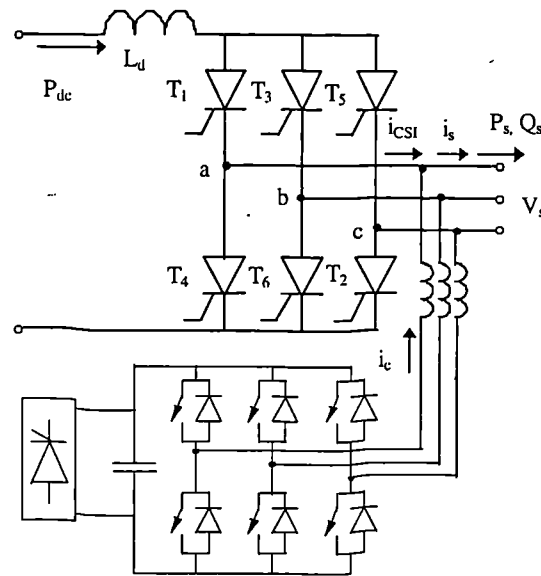 L_d
P_dc
T_1
T_3
T_5
i_CSI
i_s
P_s, Q_s
a
b
V_s
c
T_4
T_6
T_2
i_c